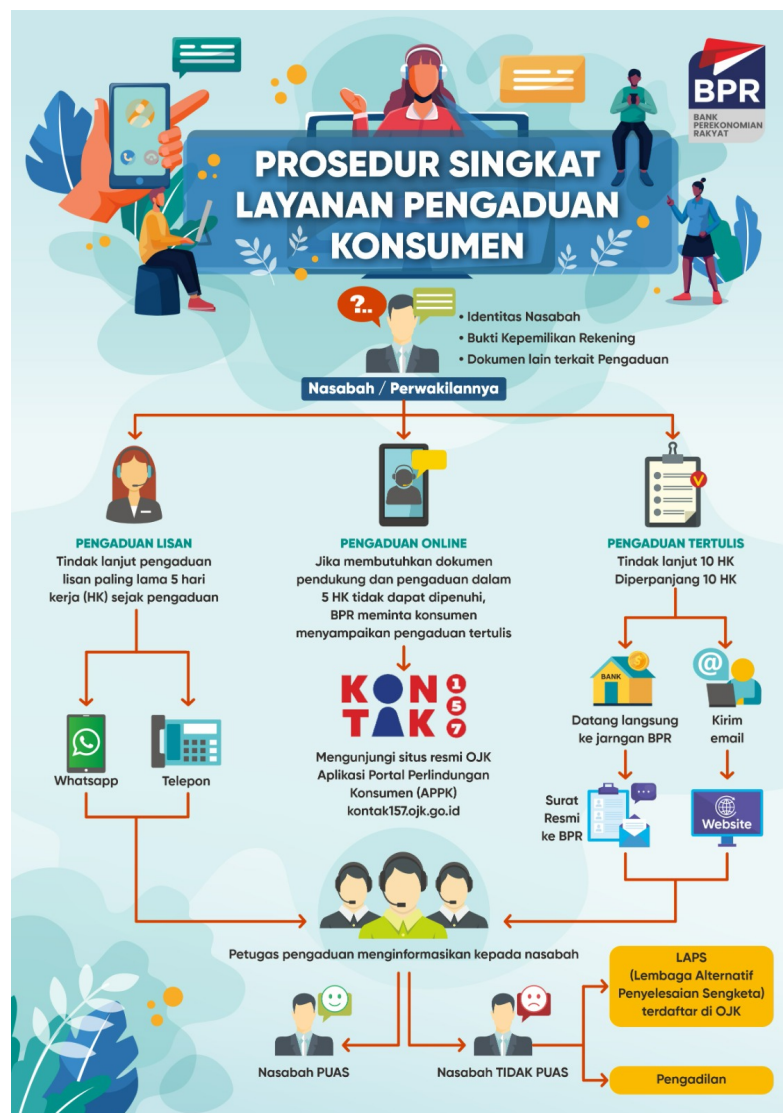 BPR
BANK
PEREKONOMIAN
RAKYAT
PROSEDUR SINGKAT
LAYANAN PENGADUAN
KONSUMEN
?..
• Identitas Nasabah
• Bukti Kepemilikan Rekening
• Dokumen lain terkait Pengaduan
Nasabah / Perwakilannya
PENGADUAN LISAN
Tindak lanjut pengaduan
lisan paling lama 5 hari
kerja (HK) sejak pengaduan
Whatsapp
Telepon
PENGADUAN ONLINE
Jika membutuhkan dokumen
pendukung dan pengaduan dalam
5 HK tidak dapat dipenuhi,
BPR meminta konsumen
menyampaikan pengaduan tertulis
KONTAK 157
Mengunjungi situs resmi OJK
Aplikasi Portal Perlindungan
Konsumen (APPK)
kontak157.ojk.go.id
PENGADUAN TERTULIS
Tindak lanjut 10 HK
Diperpanjang 10 HK
BANK
@
Datang langsung
ke jarngan BPR
Kirim
email
Surat
Resmi
ke BPR
Website
Petugas pengaduan menginformasikan kepada nasabah
Nasabah PUAS
Nasabah TIDAK PUAS
LAPS
(Lembaga Alternatif
Penyelesaian Sengketa)
terdaftar di OJK
Pengadilan